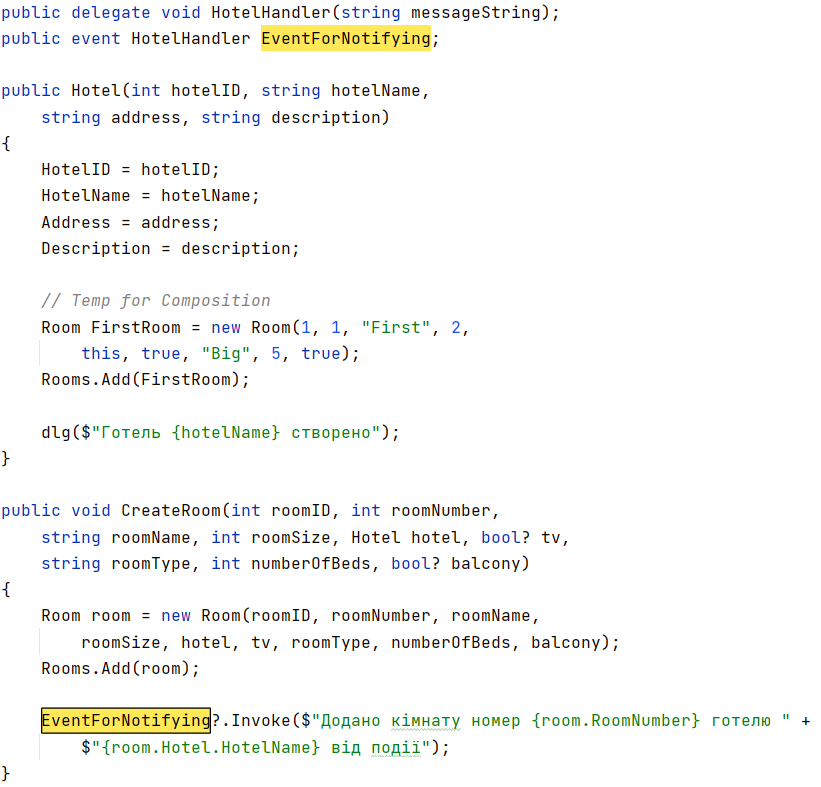 public delegate void HotelHandler(string messageString);
public event HotelHandler EventForNotifying;
public Hotel(int hotelID, string hotelName,
string address, string description)
{
HotelID = hotelID;
HotelName = hotelName;
Address = address;
Description = description;
// Temp for Composition
Room FirstRoom = new Room(1, 1, "First", 2,
this, true, "Big", 5, true);
Rooms.Add(FirstRoom);
dlg($"Готель {hotelName} створено");
}
public void CreateRoom(int roomID, int roomNumber,
string roomName, int roomSize, Hotel hotel, bool? tv,
string roomType, int numberOfBeds, bool? balcony)
{
Room room = new Room(roomID, roomNumber, roomName,
roomSize, hotel, tv, roomType, numberOfBeds, balcony);
Rooms.Add(room);
EventForNotifying?.Invoke($"Додано кімнату номер {room.RoomNumber} готелю " +
$"{room.Hotel.HotelName} від події");
}